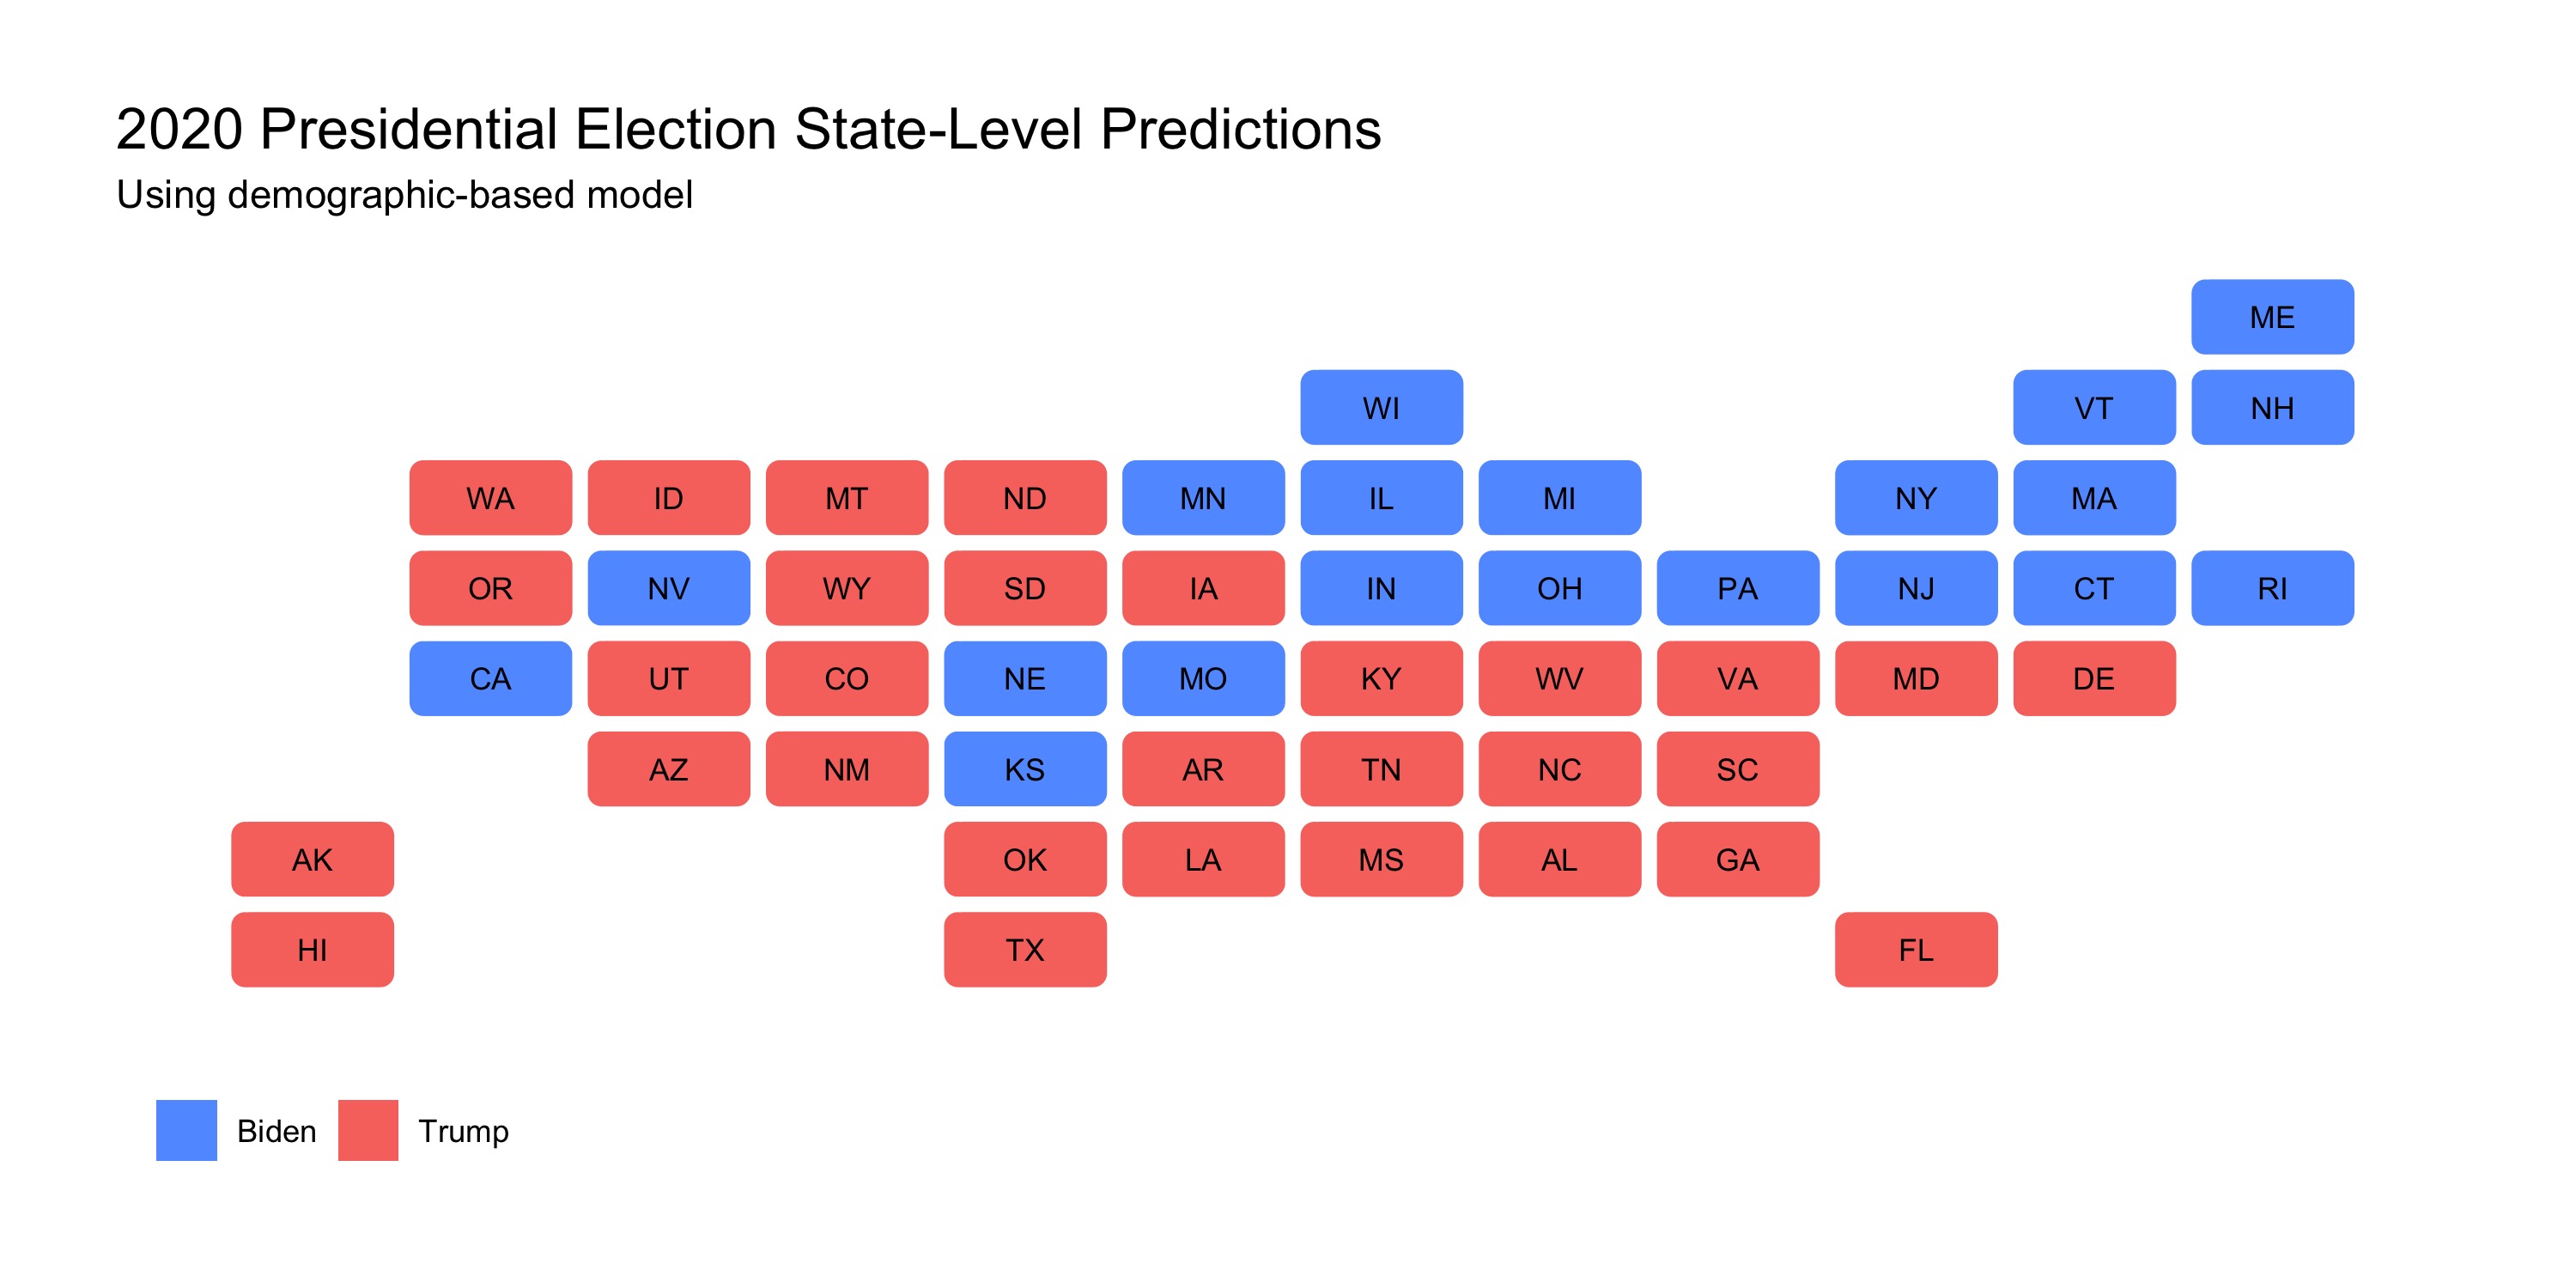 2020 Presidential Election State-Level Predictions
Using demographic-based model
ME
WI VT NH
WA ID MT ND MN IL MI NY MA
OR NV WY SD IA IN OH PA NJ CT RI
CA UT CO NE MO KY WV VA MD DE
AZ NM KS AR TN NC SC
AK OK LA MS AL GA
HI TX FL
Biden Trump